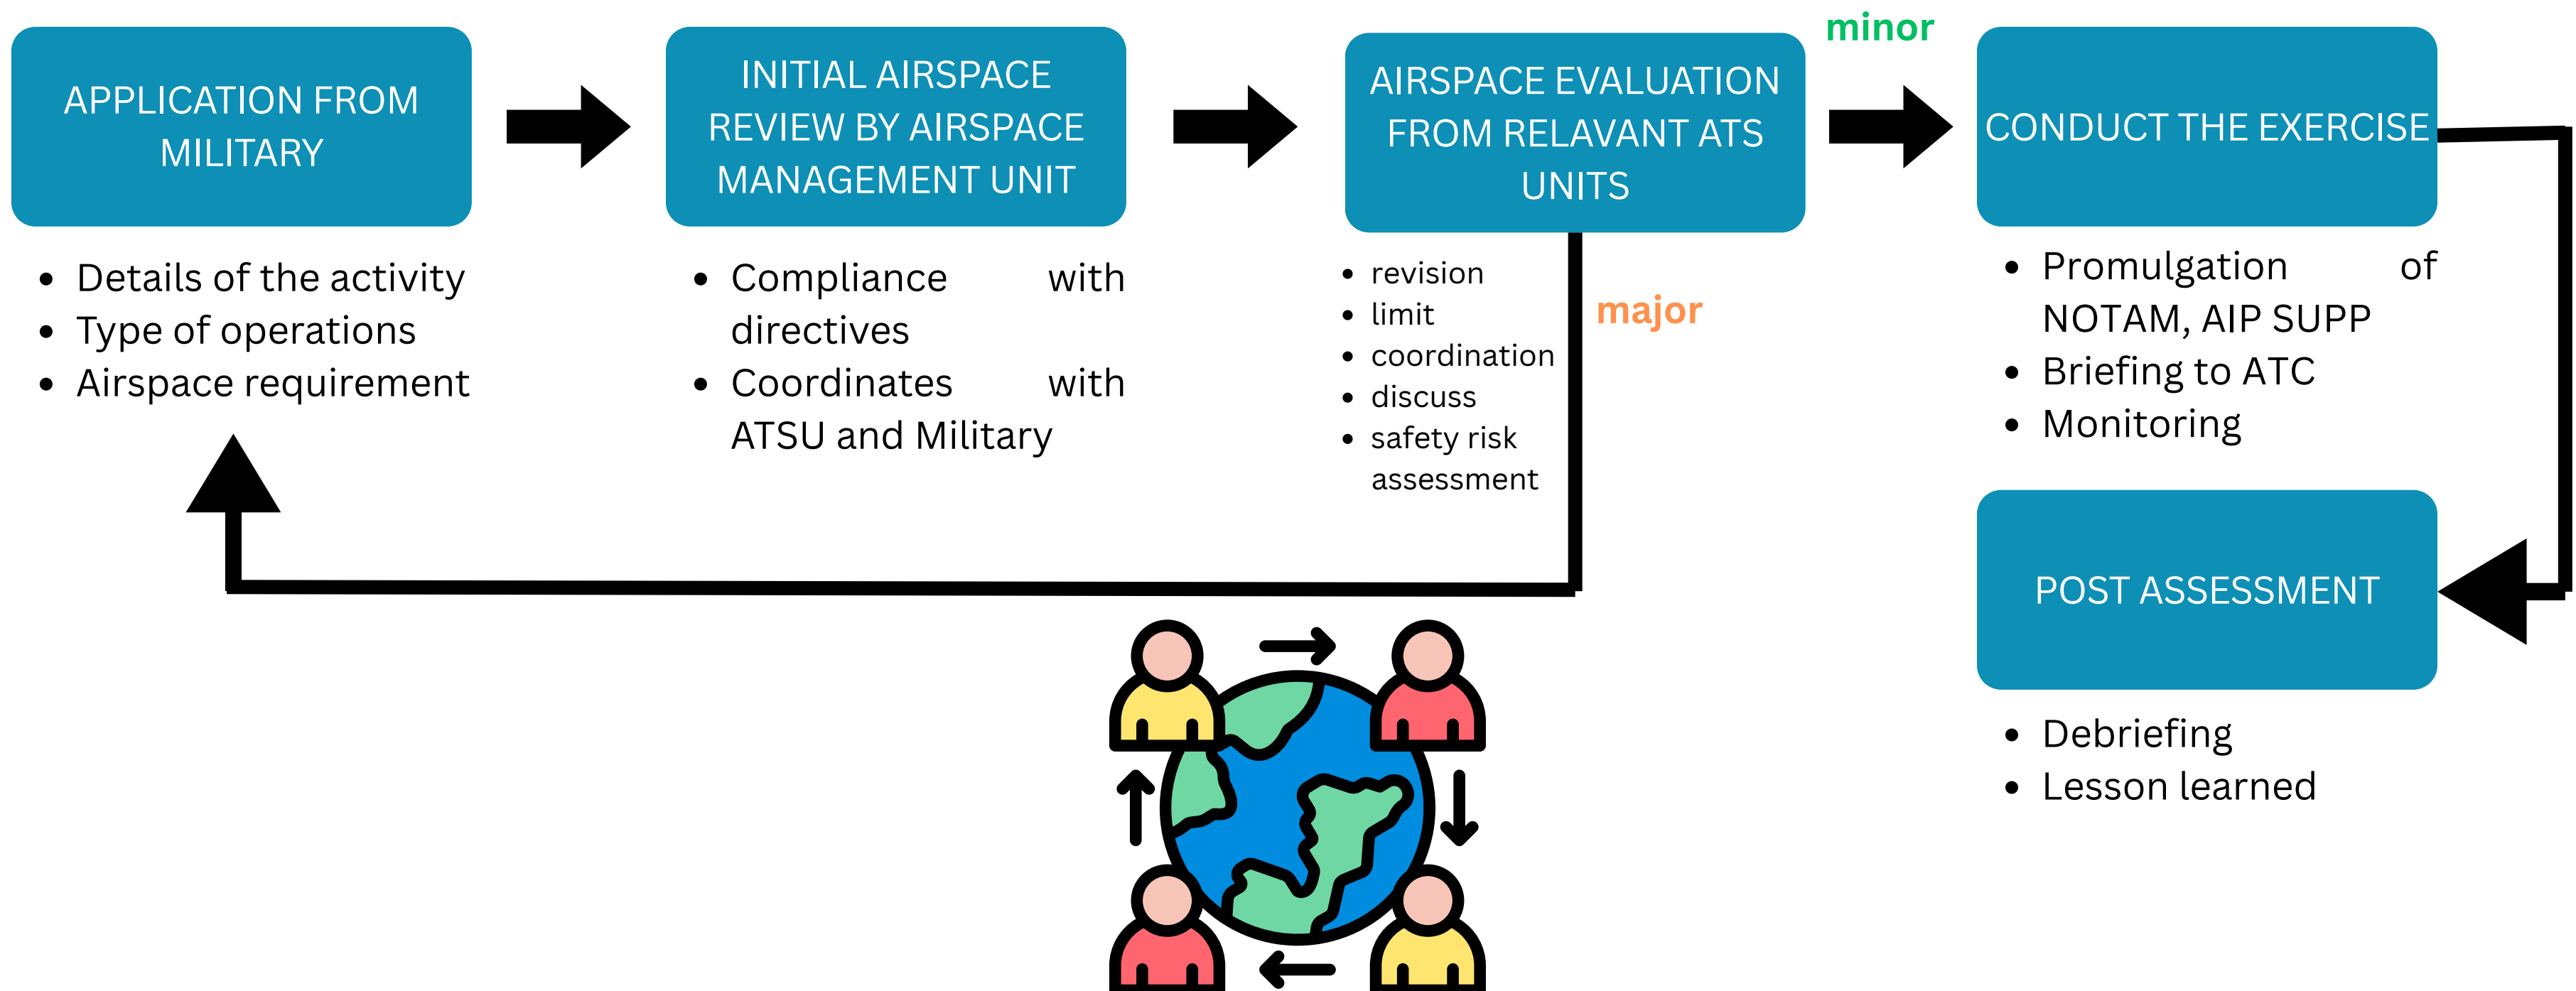 APPLICATION FROM
MILITARY
• Details of the activity
• Type of operations
• Airspace requirement
INITIAL AIRSPACE
REVIEW BY AIRSPACE
MANAGEMENT UNIT
• Compliance with
directives
• Coordinates with
ATSU and Military
AIRSPACE EVALUATION
FROM RELAVANT ATS
UNITS
• revision
• limit
• coordination
• discuss
• safety risk
assessment
major
minor
CONDUCT THE EXERCISE
• Promulgation of
NOTAM, AIP SUPP
• Briefing to ATC
• Monitoring
POST ASSESSMENT
• Debriefing
• Lesson learned